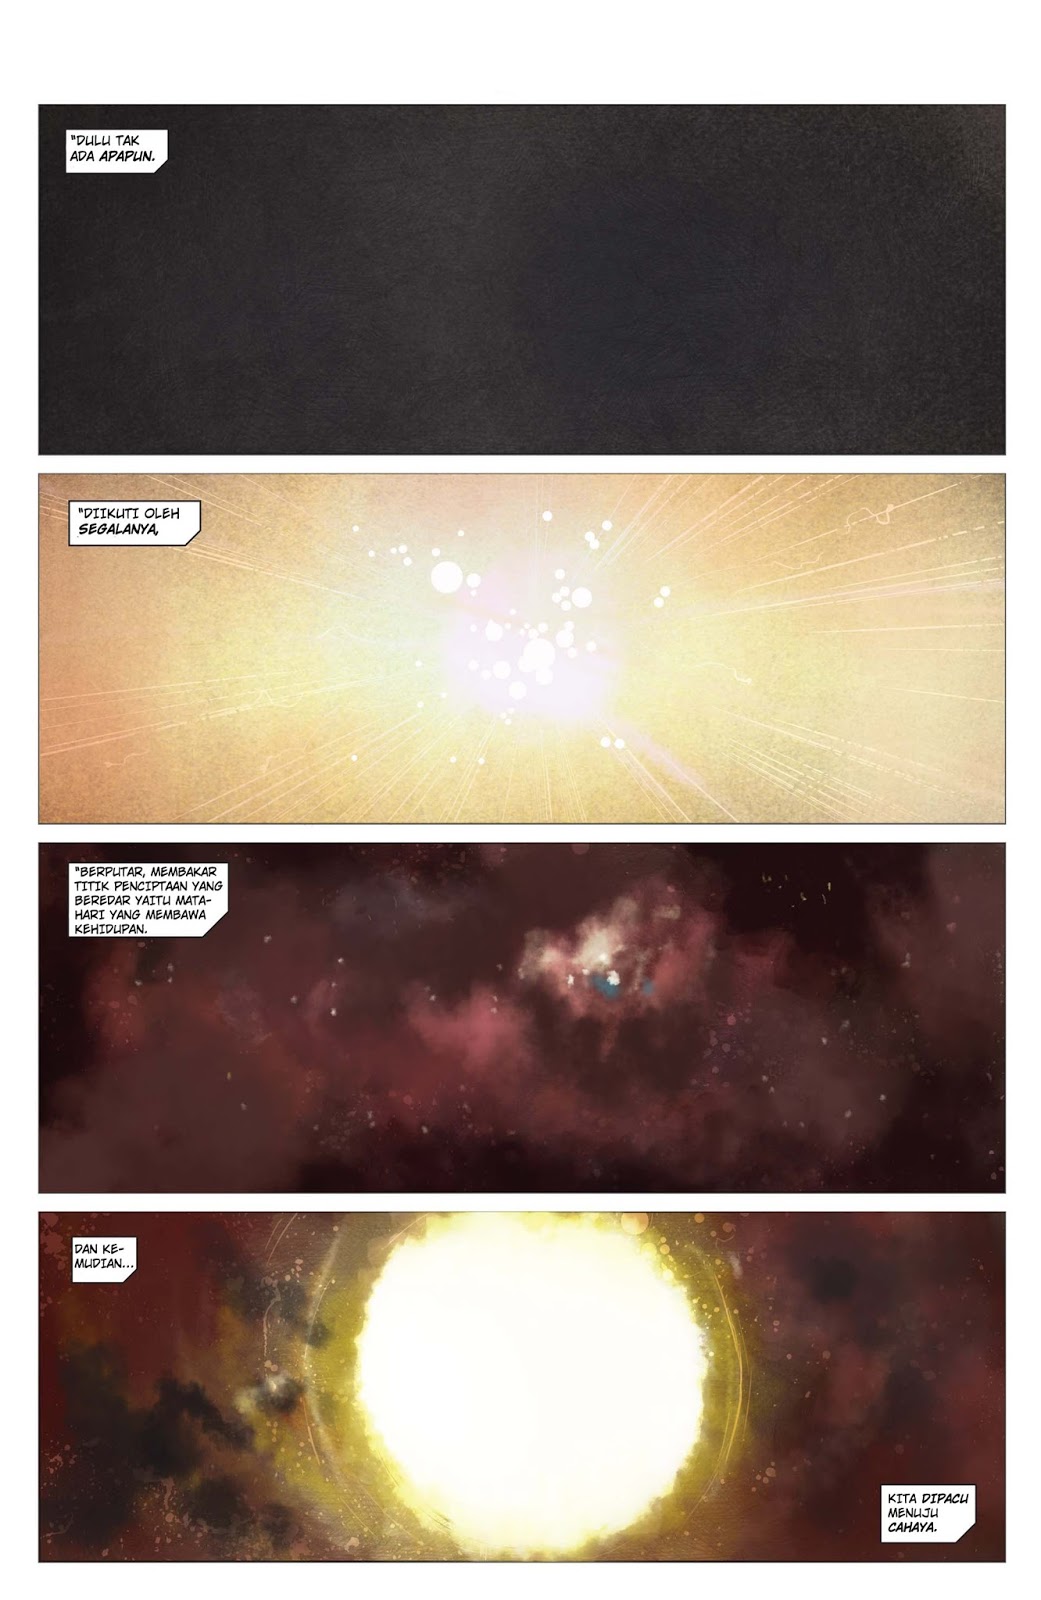 "DULU TAK
ADA APAPUN.
"DIIKUTI OLEH
SEGALANYA,
"BERPUTAR, MEMBAKAR
TITIK PENCIPTAAN YANG
BEREDAR YAITU MATA-
HARI YANG MEMBAWA
KEHIDUPAN.
DAN KE-
MUDIAN...
KITA DIPACU
MENUJU
CAHAYA.